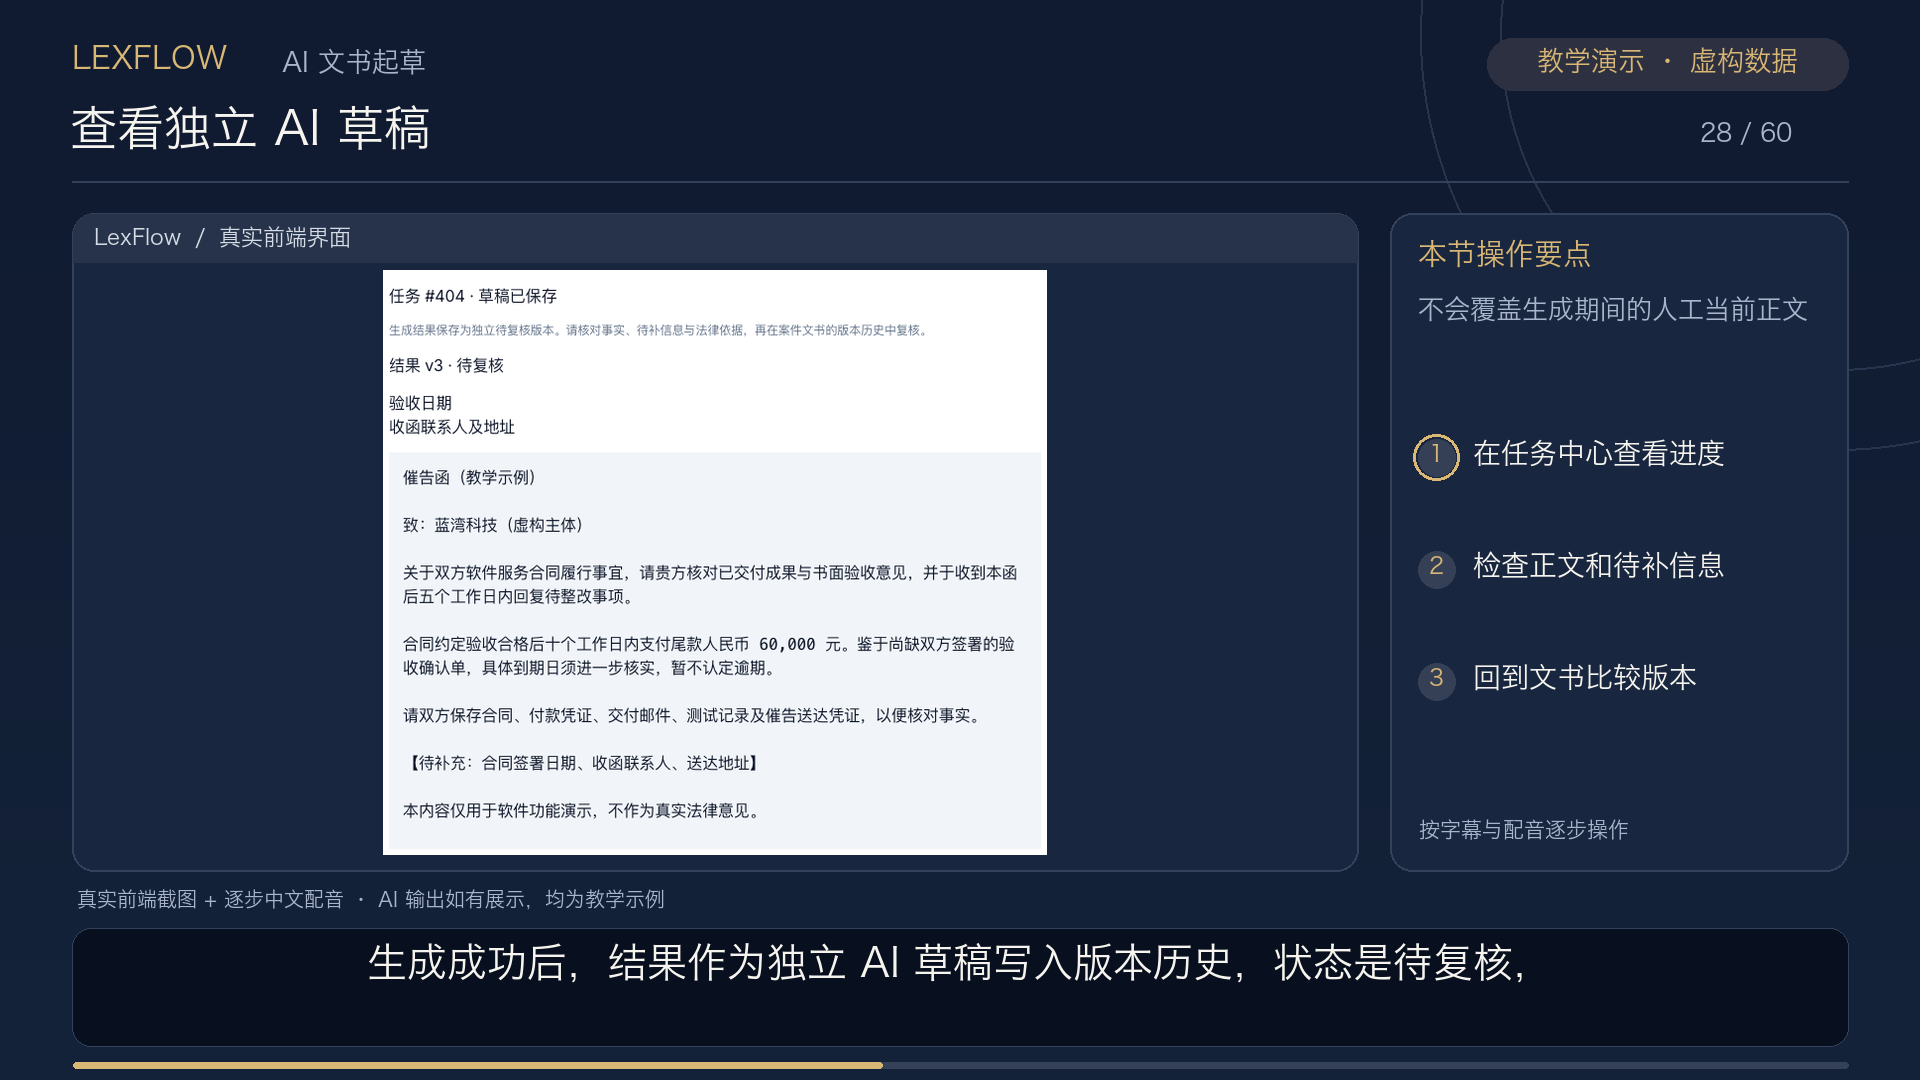 LEXFLOW AI 文书起草
教学演示 · 虚构数据
查看独立 AI 草稿
28 / 60
LexFlow / 真实前端界面
任务 #404 · 草稿已保存
生成结果保存为独立待复核版本。请核对事实、待补信息与法律依据，再在案件文书的版本历史中复核。
结果 v3 · 待复核
验收日期
收函联系人及地址
催告函（教学示例）
致：蓝湾科技（虚构主体）
关于双方软件服务合同履行事宜，请贵方核对已交付成果与书面验收意见，并于收到本函
后五个工作日内回复待整改事项。
合同约定验收合格后十个工作日内支付尾款人民币 60,000 元。鉴于尚缺双方签署的验
收确认单，具体到期日须进一步核实，暂不认定逾期。
请双方保存合同、付款凭证、交付邮件、测试记录及催告送达凭证，以便核对事实。
【待补充：合同签署日期、收函联系人、送达地址】
本内容仅用于软件功能演示，不作为真实法律意见。
本节操作要点
不会覆盖生成期间的人工当前正文
1 在任务中心查看进度
2 检查正文和待补信息
3 回到文书比较版本
按字幕与配音逐步操作
真实前端截图 + 逐步中文配音 · AI 输出如有展示，均为教学示例
生成成功后，结果作为独立 AI 草稿写入版本历史，状态是待复核，